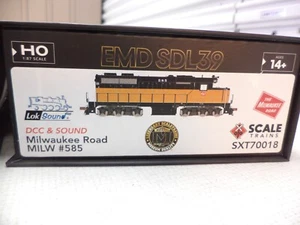 HO
1:87 SCALE
EMD SDL39
14+
LokSound
DCC & SOUND
Milwaukee Road
MILW #585
The
MILWAUKEE
ROAD
SCALE
TRAINS
SXT70018